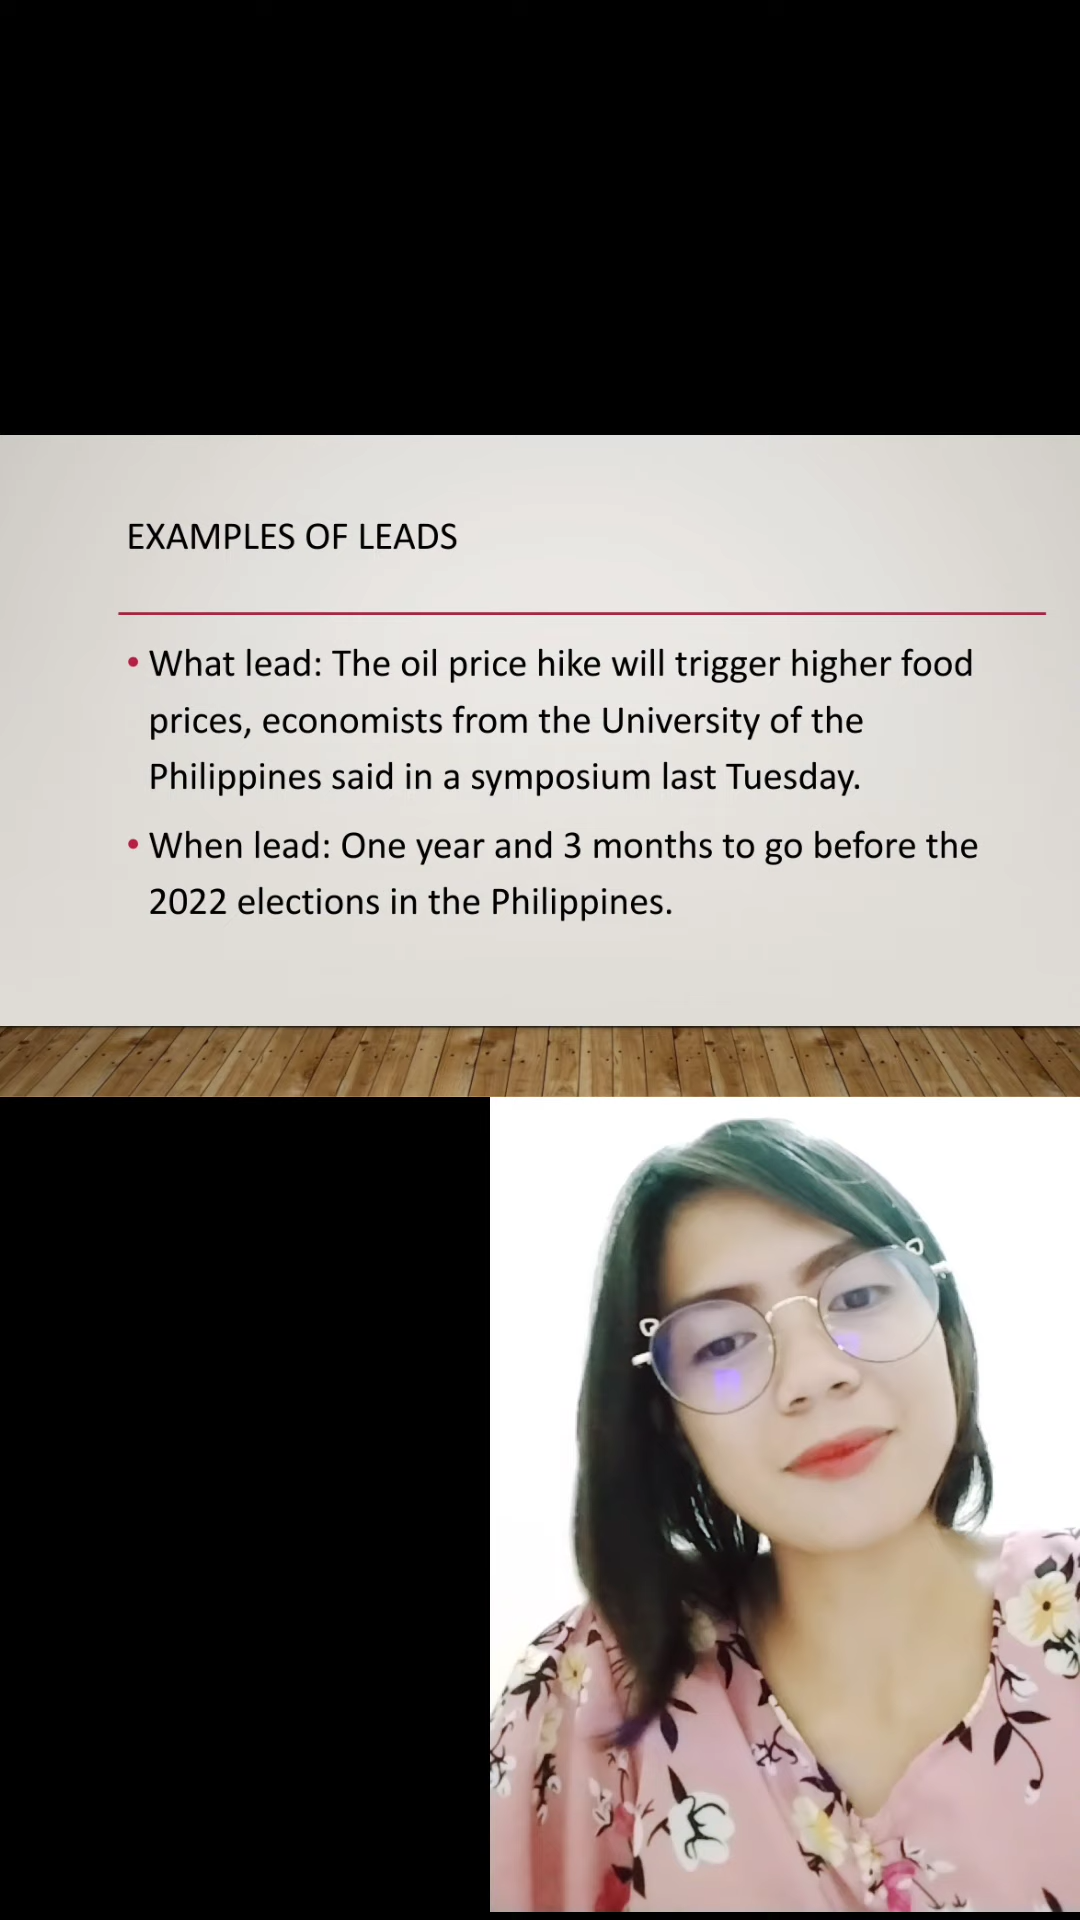 EXAMPLES OF LEADS
• What lead: The oil price hike will trigger higher food
prices, economists from the University of the
Philippines said in a symposium last Tuesday.
• When lead: One year and 3 months to go before the
2022 elections in the Philippines.